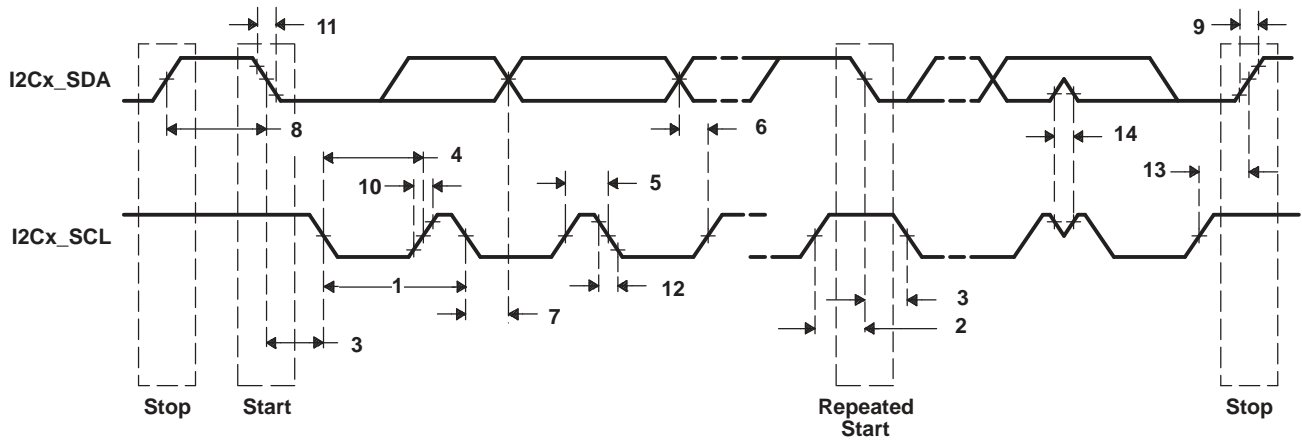 11
9
I2Cx_SDA
8
6
14
4
10
5
13
I2Cx_SCL
1
12
7
3
3
2
Stop
Start
Repeated
Start
Stop